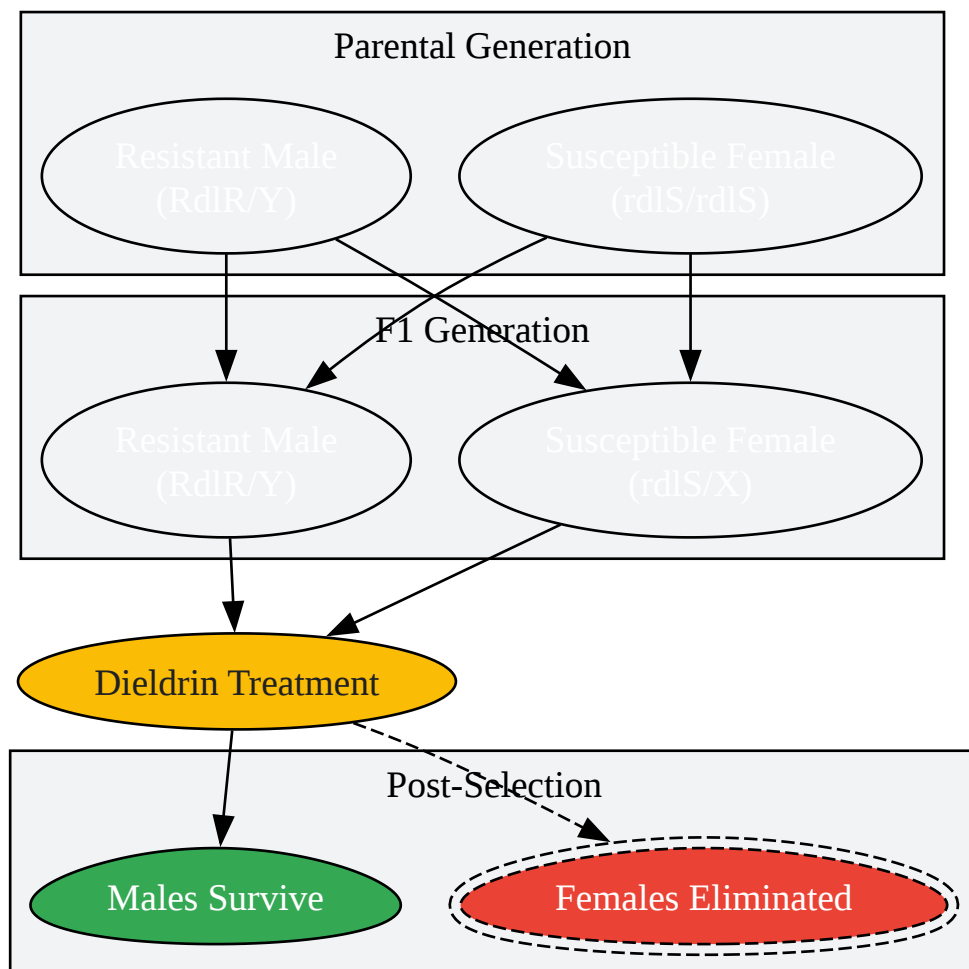 Parental Generation
Resistant Male
(RdlR/Y)
Susceptible Female
(rdlS/rdlS)
F1 Generation
Resistant Male
(RdlR/Y)
Susceptible Female
(rdlS/X)
Dieldrin Treatment
Post-Selection
Males Survive
Females Eliminated